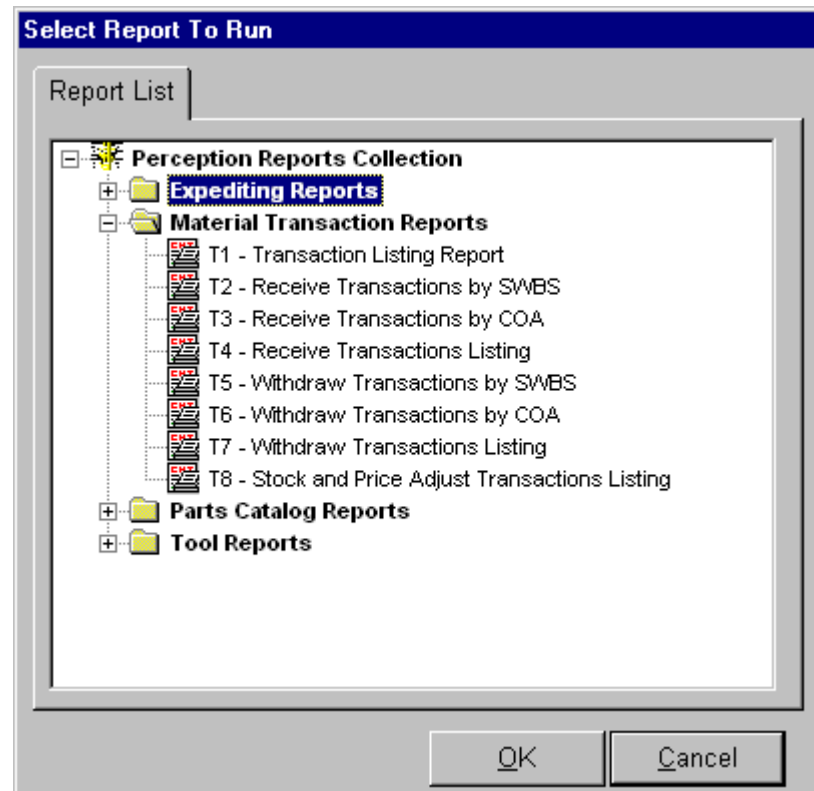 Select Report To Run
Report List
Perception Reports Collection
Expediting Reports
Material Transaction Reports
T1 - Transaction Listing Report
T2 - Receive Transactions by SWBS
T3 - Receive Transactions by COA
T4 - Receive Transactions Listing
T5 - Withdraw Transactions by SWBS
T6 - Withdraw Transactions by COA
T7 - Withdraw Transactions Listing
T8 - Stock and Price Adjust Transactions Listing
Parts Catalog Reports
Tool Reports
OK Cancel